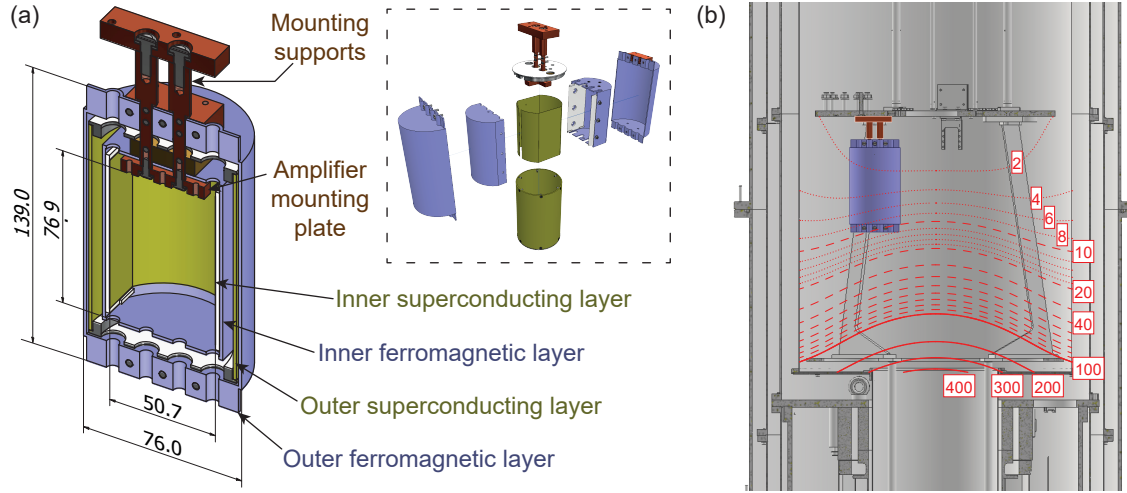 (a)
Mounting
supports
139.0
76.9
Amplifier
mounting
plate
Inner superconducting layer
Inner ferromagnetic layer
50.7
Outer superconducting layer
76.0
Outer ferromagnetic layer
(b)
2
4
6
8
10
20
40
100
400
300
200